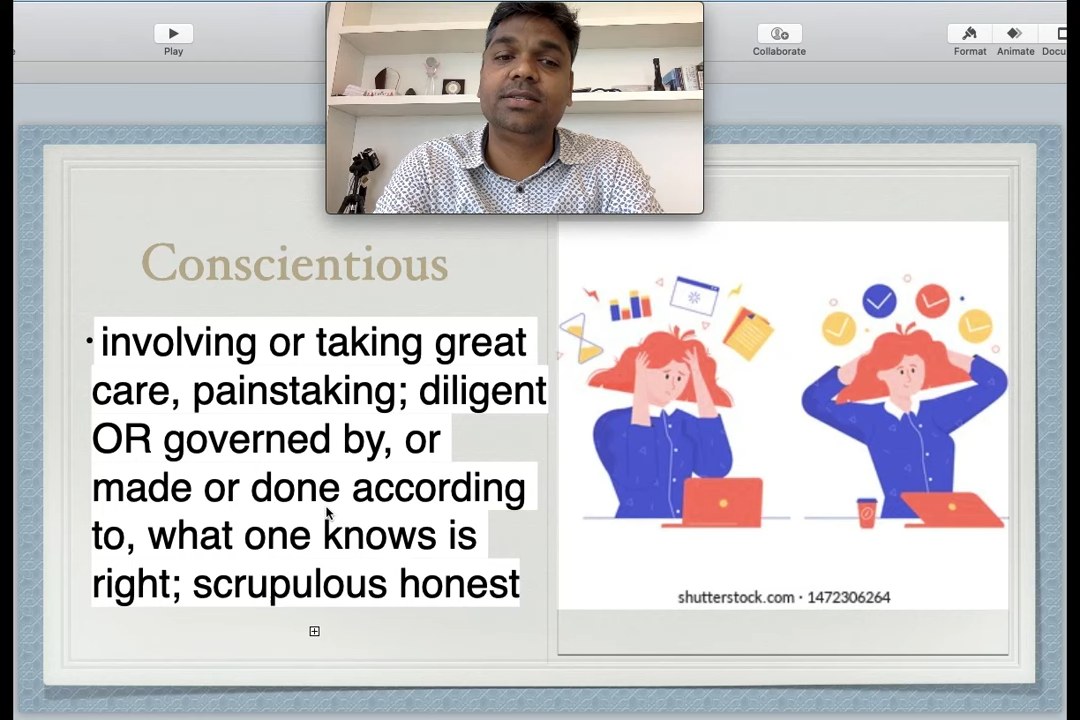 Play
Collaborate
Format
Animate
Conscientious
• involving or taking great
care, painstaking; diligent
OR governed by, or
made or done according
to, what one knows is
right; scrupulous honest
shutterstock.com · 1472306264